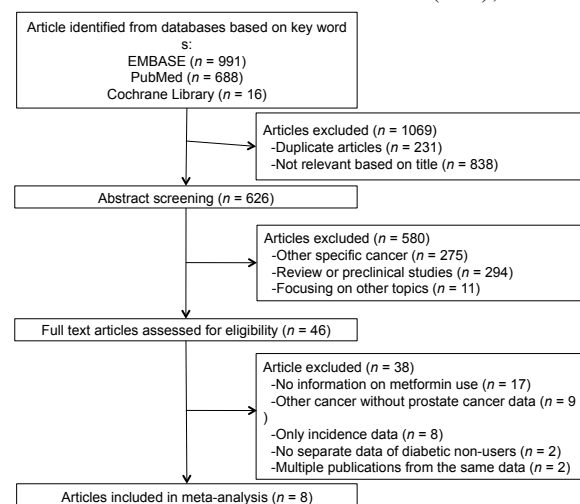 Article identified from databases based on key word
s:
EMBASE (n = 991)
PubMed (n = 688)
Cochrane Library (n = 16)
Articles excluded (n = 1069)
-Duplicate articles (n = 231)
-Not relevant based on title (n = 838)
Abstract screening (n = 626)
Articles excluded (n = 580)
-Other specific cancer (n = 275)
-Review or preclinical studies (n = 294)
-Focusing on other topics (n = 11)
Full text articles assessed for eligibility (n = 46)
Article excluded (n = 38)
-No information on metformin use (n = 17)
-Other cancer without prostate cancer data (n = 9
)
-Only incidence data (n = 8)
-No separate data of diabetic non-users (n = 2)
-Multiple publications from the same data (n = 2)
Articles included in meta-analysis (n = 8)